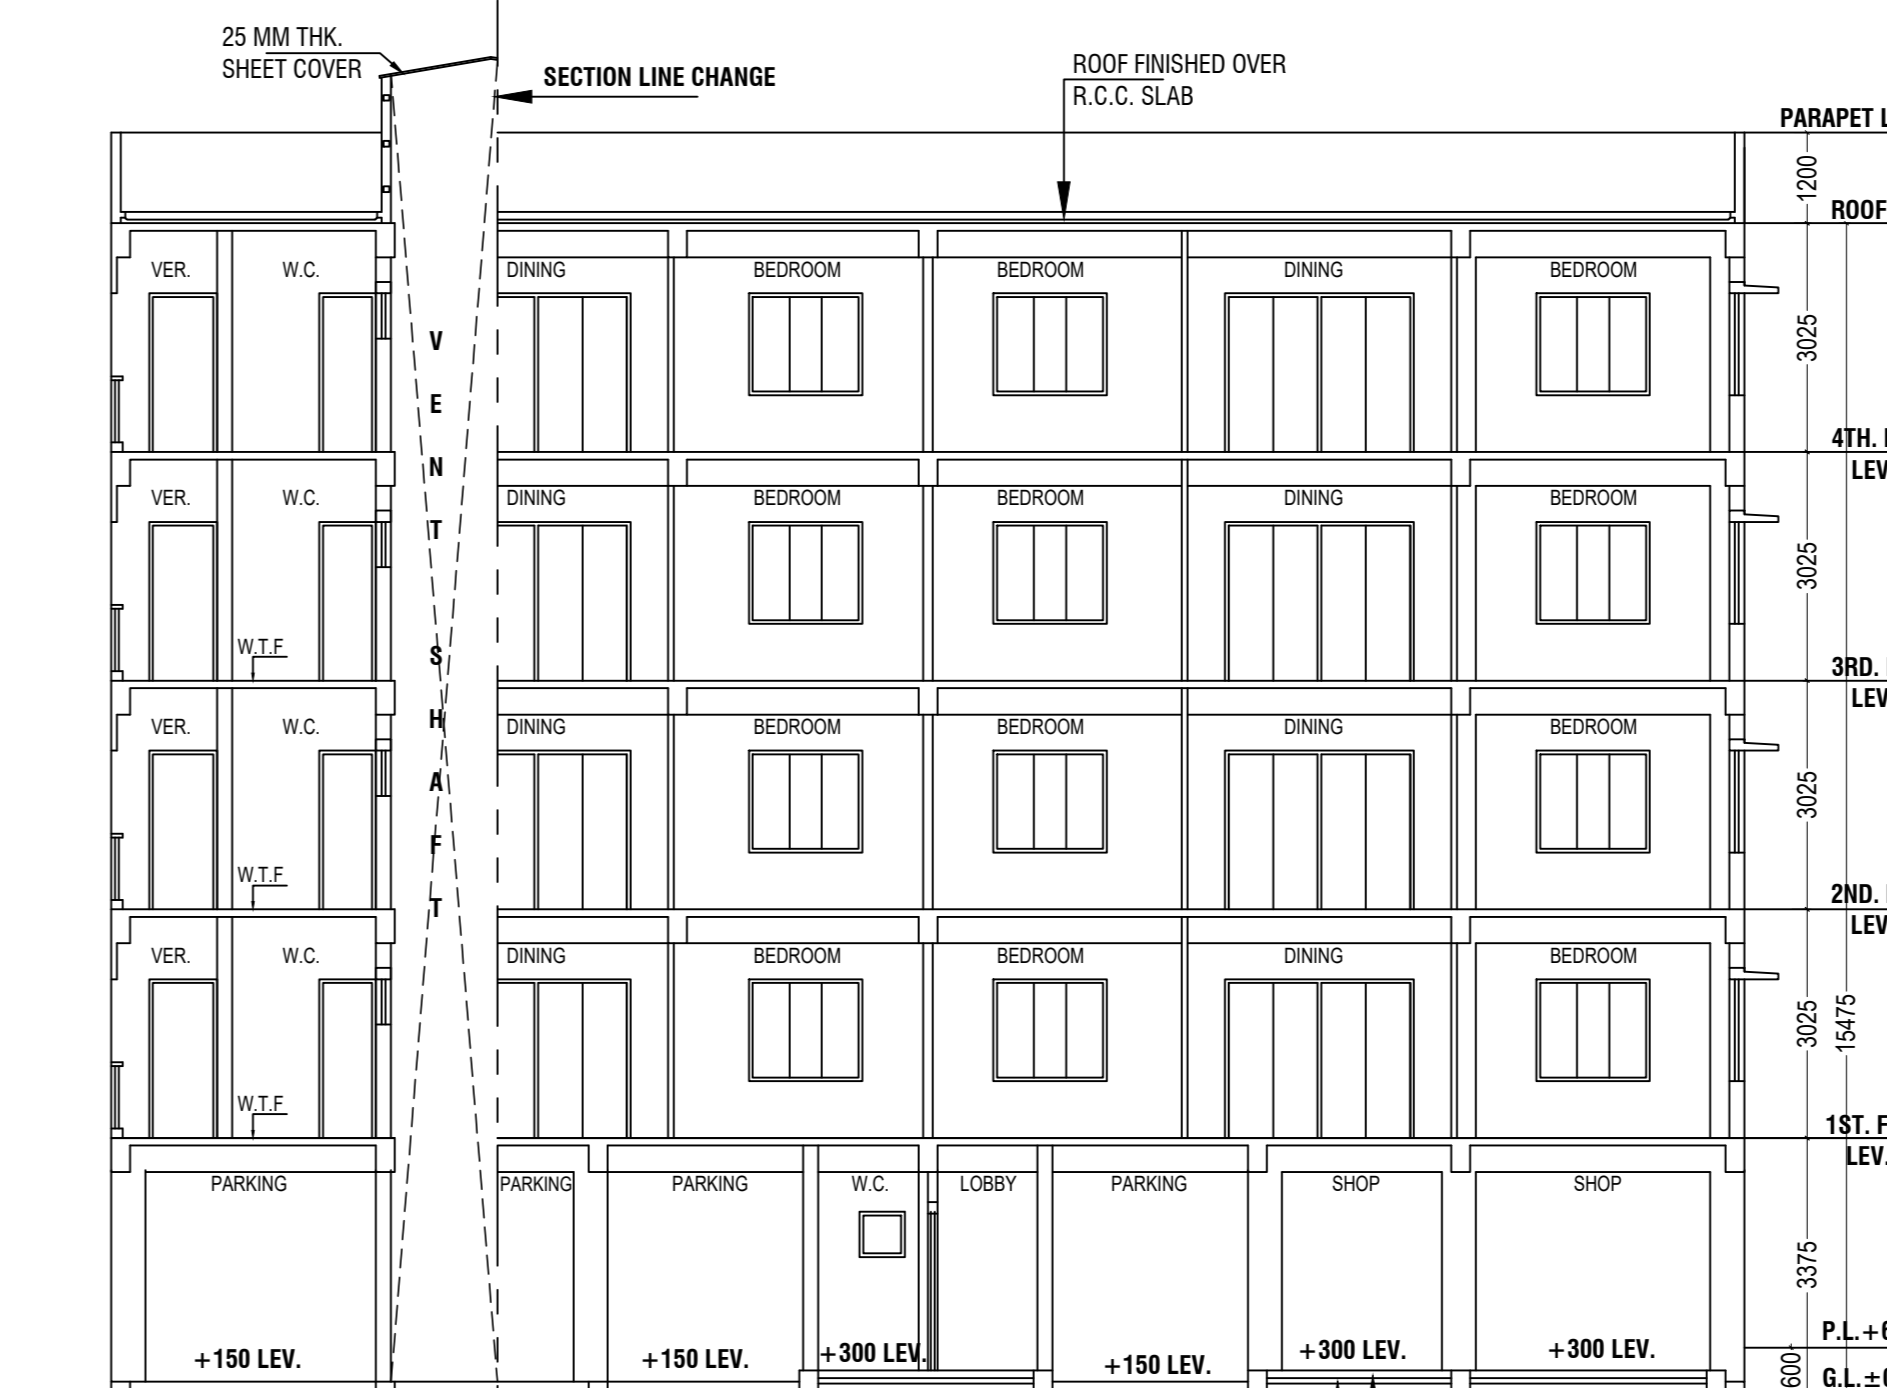 25 MM THK.
SHEET COVER
SECTION LINE CHANGE
ROOF FINISHED OVER
R.C.C. SLAB
PARAPET
1200
ROOF
VER. W.C. DINING BEDROOM BEDROOM DINING BEDROOM
3025
4TH.
VER. W.C. DINING BEDROOM BEDROOM DINING BEDROOM
3025
W.T.F
3RD.
VER. W.C. DINING BEDROOM BEDROOM DINING BEDROOM
3025
W.T.F
2ND.
VER. W.C. DINING BEDROOM BEDROOM DINING BEDROOM
3025
15475
W.T.F
1ST.
LEV.
VENT SHAFT
PARKING PARKING PARKING W.C. LOBBY PARKING SHOP SHOP
3375
+150 LEV. +150 LEV. +300 LEV. +150 LEV. +300 LEV. +300 LEV.
P.L.
600
G.L.